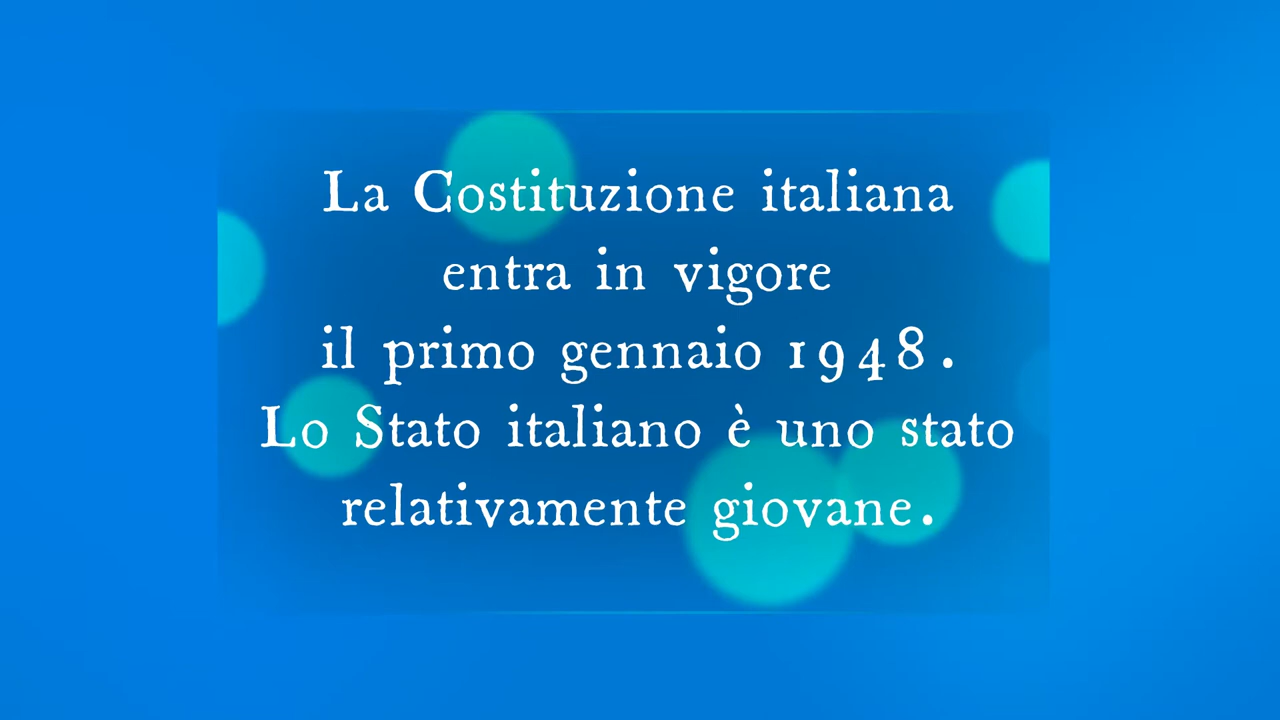 La Costituzione italiana
entra in vigore
il primo gennaio 1948.
Lo Stato italiano è uno stato
relativamente giovane.